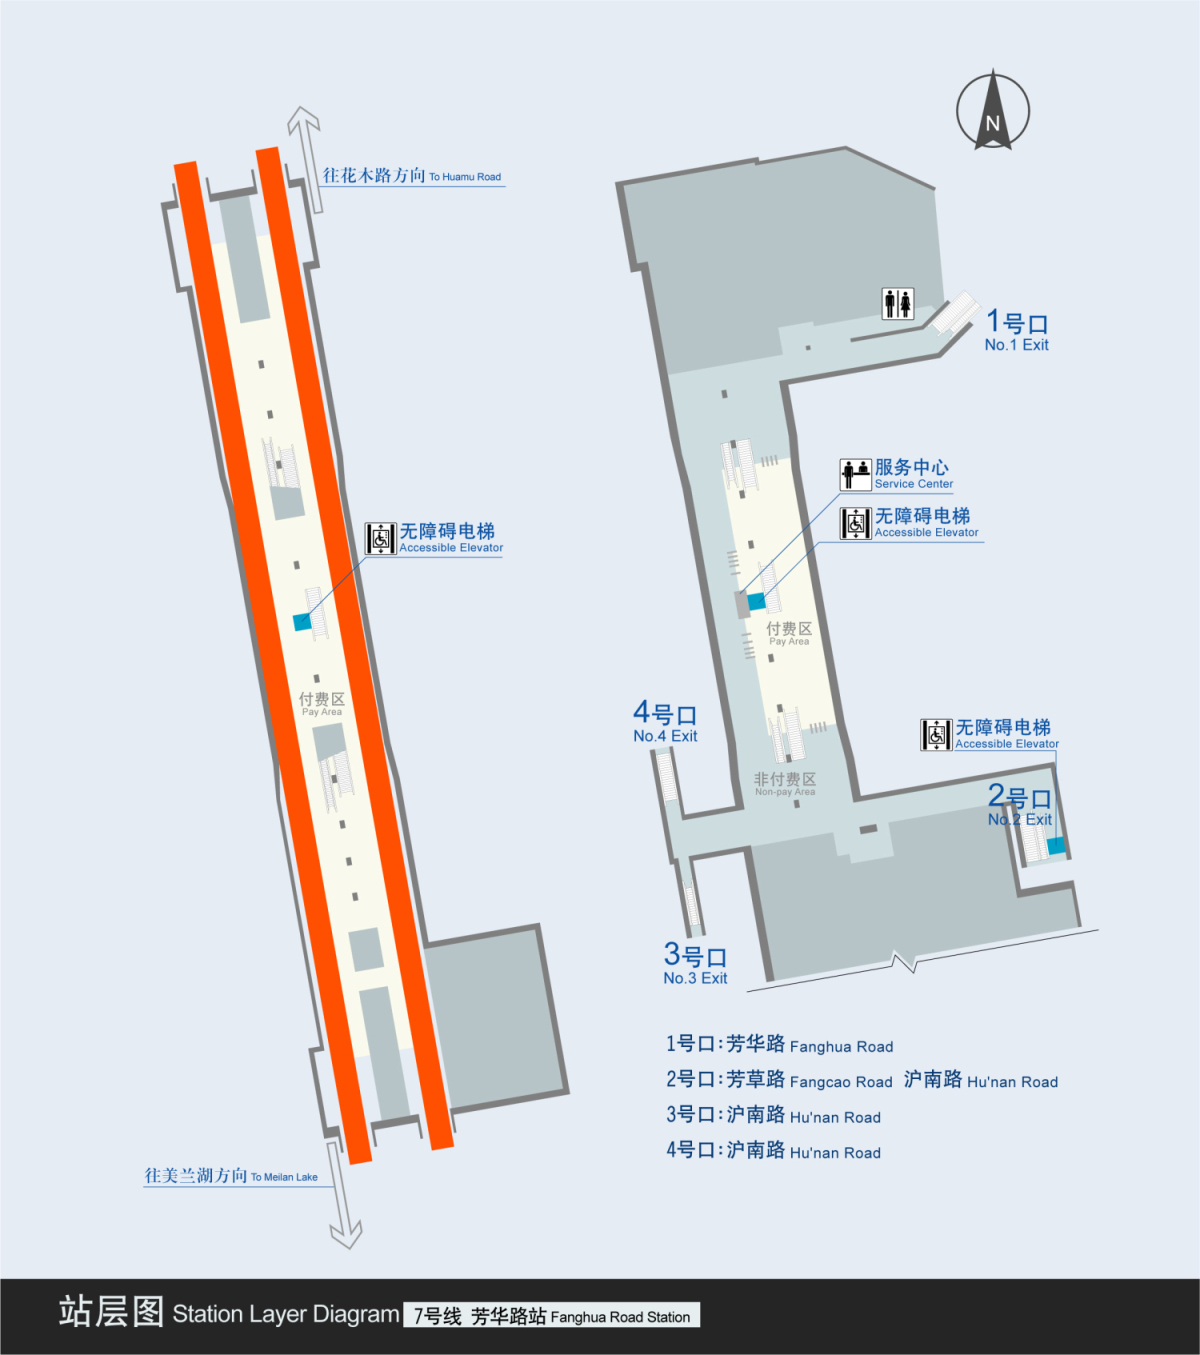 N
往花木路方向 To Huamu Road
1号口
No.1 Exit
服务中心
Service Center
无障碍电梯
Accessible Elevator
无障碍电梯
Accessible Elevator
付费区
Pay Area
付费区
Pay Area
4号口
No.4 Exit
无障碍电梯
Accessible Elevator
非付费区
Non-pay Area
2号口
No.2 Exit
3号口
No.3 Exit
1号口：芳华路 Fanghua Road
2号口：芳草路 Fangcao Road 沪南路 Hu'nan Road
3号口：沪南路 Hu'nan Road
4号口：沪南路 Hu'nan Road
往美兰湖方向 To Meilan Lake
站层图 Station Layer Diagram 7号线 芳华路站 Fanghua Road Station